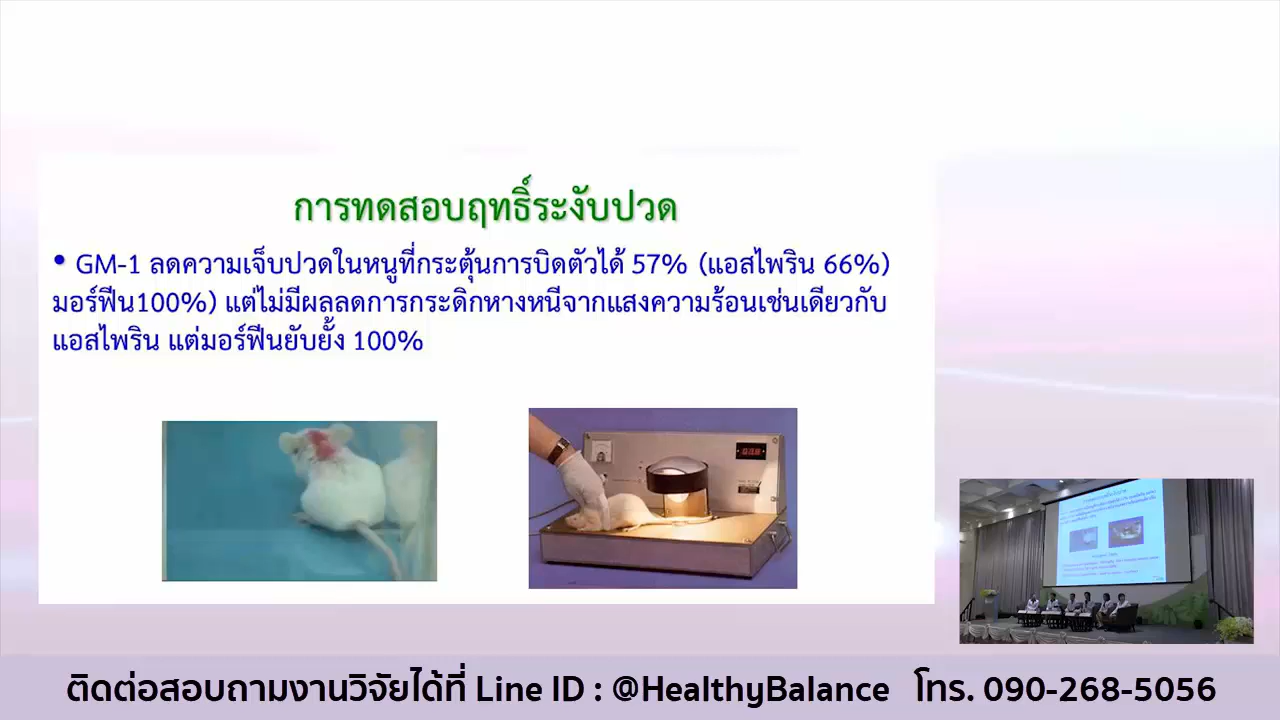 การทดสอบฤทธิ์ระงับปวด
• GM-1 ลดความเจ็บปวดในหนูที่กระตุ้นการบิดตัวได้ 57% (แอสไพริน 66%)
มอร์ฟีน100%) แต่ไม่มีผลลดการกระดิกหางหนีจากแสงความร้อนเช่นเดียวกับ
แอสไพริน แต่มอร์ฟีนยับยั้ง 100%
ติดต่อสอบถามงานวิจัยได้ที่ Line ID : @HealthyBalance โทร. 090-268-5056